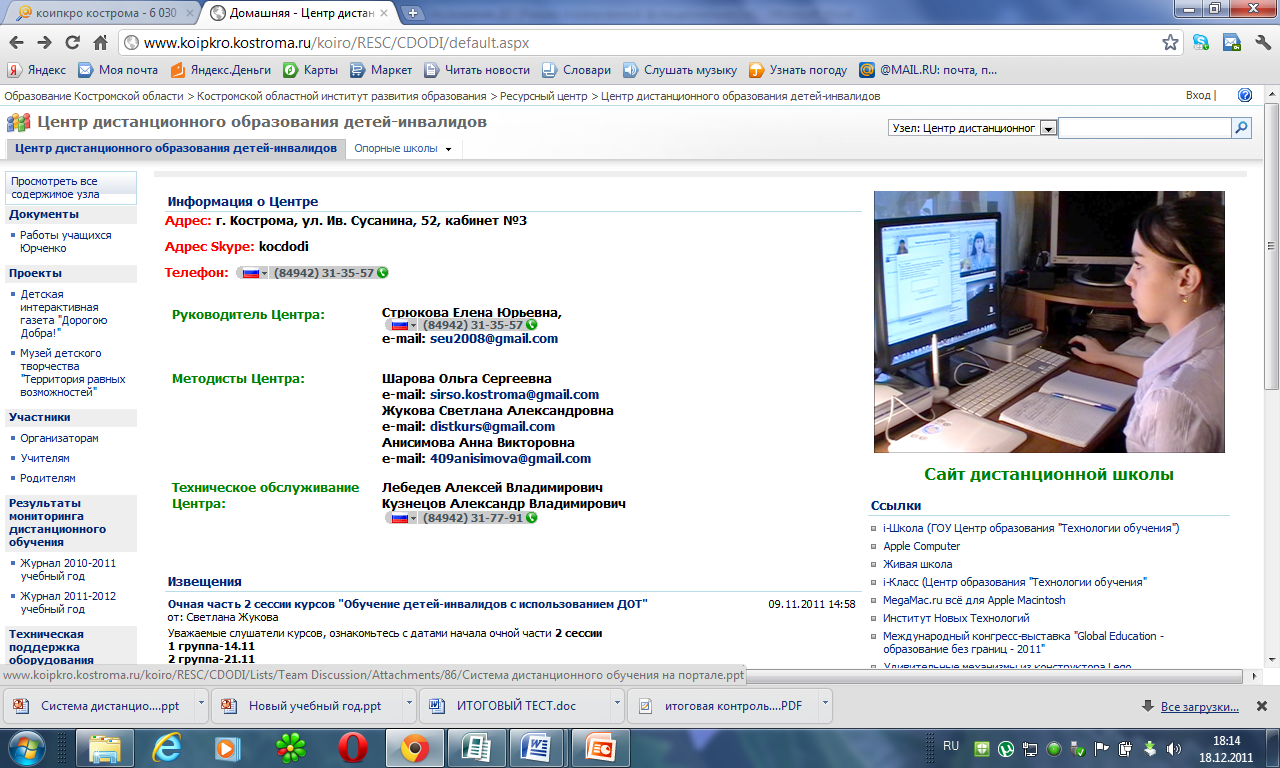 коипкро кострома - 6 030
Домашняя - Центр дистан
www.koipkro.kostroma.ru/koiro/RESC/CDODI/default.aspx
Яндекс
Моя почта
Яндекс.Деньги
Карты
Маркет
Читать новости
Словари
Слушать музыку
Узнать погоду
@MAIL.RU: почта, п...
Образование Костромской области > Костромской областной институт развития образования > Ресурсный центр > Центр дистанционного образования детей-инвалидов
Вход |
Центр дистанционного образования детей-инвалидов
Узел: Центр дистанционног
Центр дистанционного образования детей-инвалидов
Опорные школы
Просмотреть все
содержимое узла
Документы
Работы учащихся
Юрченко
Проекты
Детская
интерактивная
газета "Дорогою
Добра!"
Музей детского
творчества
"Территория равных
возможностей"
Участники
Организаторам
Учителям
Родителям
Результаты
мониторинга
дистанционного
обучения
Журнал 2010-2011
учебный год
Журнал 2011-2012
учебный год
Техническая
поддержка
оборудования
Информация о Центре
Адрес: г. Кострома, ул. Ив. Сусанина, 52, кабинет №3
Адрес Skype: kocdodi
Телефон: (84942) 31-35-57
Руководитель Центра:
Стрюкова Елена Юрьевна,
(84942) 31-35-57
e-mail: seu2008@gmail.com
Методисты Центра:
Шарова Ольга Сергеевна
e-mail: sirso.kostroma@gmail.com
Жукова Светлана Александровна
e-mail: distkurs@gmail.com
Анисимова Анна Викторовна
e-mail: 409anisimova@gmail.com
Техническое обслуживание
Центра:
Лебедев Алексей Владимирович
Кузнецов Александр Владимирович
(84942) 31-77-91
Извещения
Очная часть 2 сессии курсов "Обучение детей-инвалидов с использованием ДОТ"
09.11.2011 14:58
от: Светлана Жукова
Уважаемые слушатели курсов, ознакомьтесь с датами начала очной части 2 сессии
1 группа-14.11
2 группа-21.11
Сайт дистанционной школы
Ссылки
i-Школа (ГОУ Центр образования "Технологии обучения")
Apple Computer
Живая школа
i-Класс (Центр образования "Технологии обучения"
MegaMac.ru всё для Apple Macintosh
Институт Новых Технологий
Международный конгресс-выставка "Global Education -
образование без границ - 2011"
Удивительные механизмы из конструктора Lego
www.koipkro.kostroma.ru/koiro/RESC/CDODI/Lists/Team Discussion/Attachments/86/Система дистанционного обучения на портале.ppt
Система дистанцио....ppt
Новый учебный год.ppt
ИТОГОВЫЙ ТЕСТ.doc
итоговая контроль....PDF
Все загрузки...
RU
18:14
18.12.2011